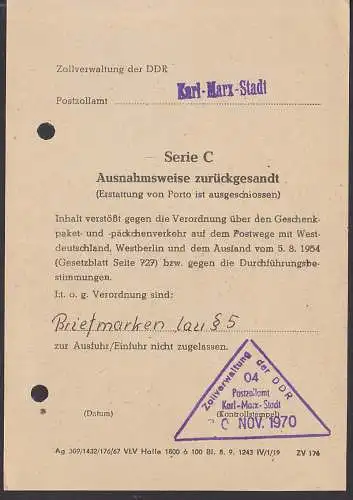 Zollverwaltung der DDR
Postzollamt Karl-Marx-Stadt
Serie C
Ausnahmsweise zurückgesandt
(Erstattung von Porto ist ausgeschlossen)
Inhalt verstößt gegen die Verordnung über den Geschenk-
paket- und -päckchenverkehr auf dem Postwege mit West-
deutschland, Westberlin und dem Ausland vom 5. 8. 1954
(Gesetzblatt Seite 727) bzw. gegen die Durchführungsbe-
stimmungen.
Lt. o. g. Verordnung sind:
Briefmarken lau § 5
zur Ausfuhr/Einfuhr nicht zugelassen.
Zollverwaltung der DDR
04
Postzollamt
Karl-Marx-Stadt
(Datum) (Kontrollstempel)
0 NOV. 1970
Ag 309/1432/176/67 VLV Halle 1800 à 100 Bl. 8. 9. 1243 IV/1/19 ZV 176